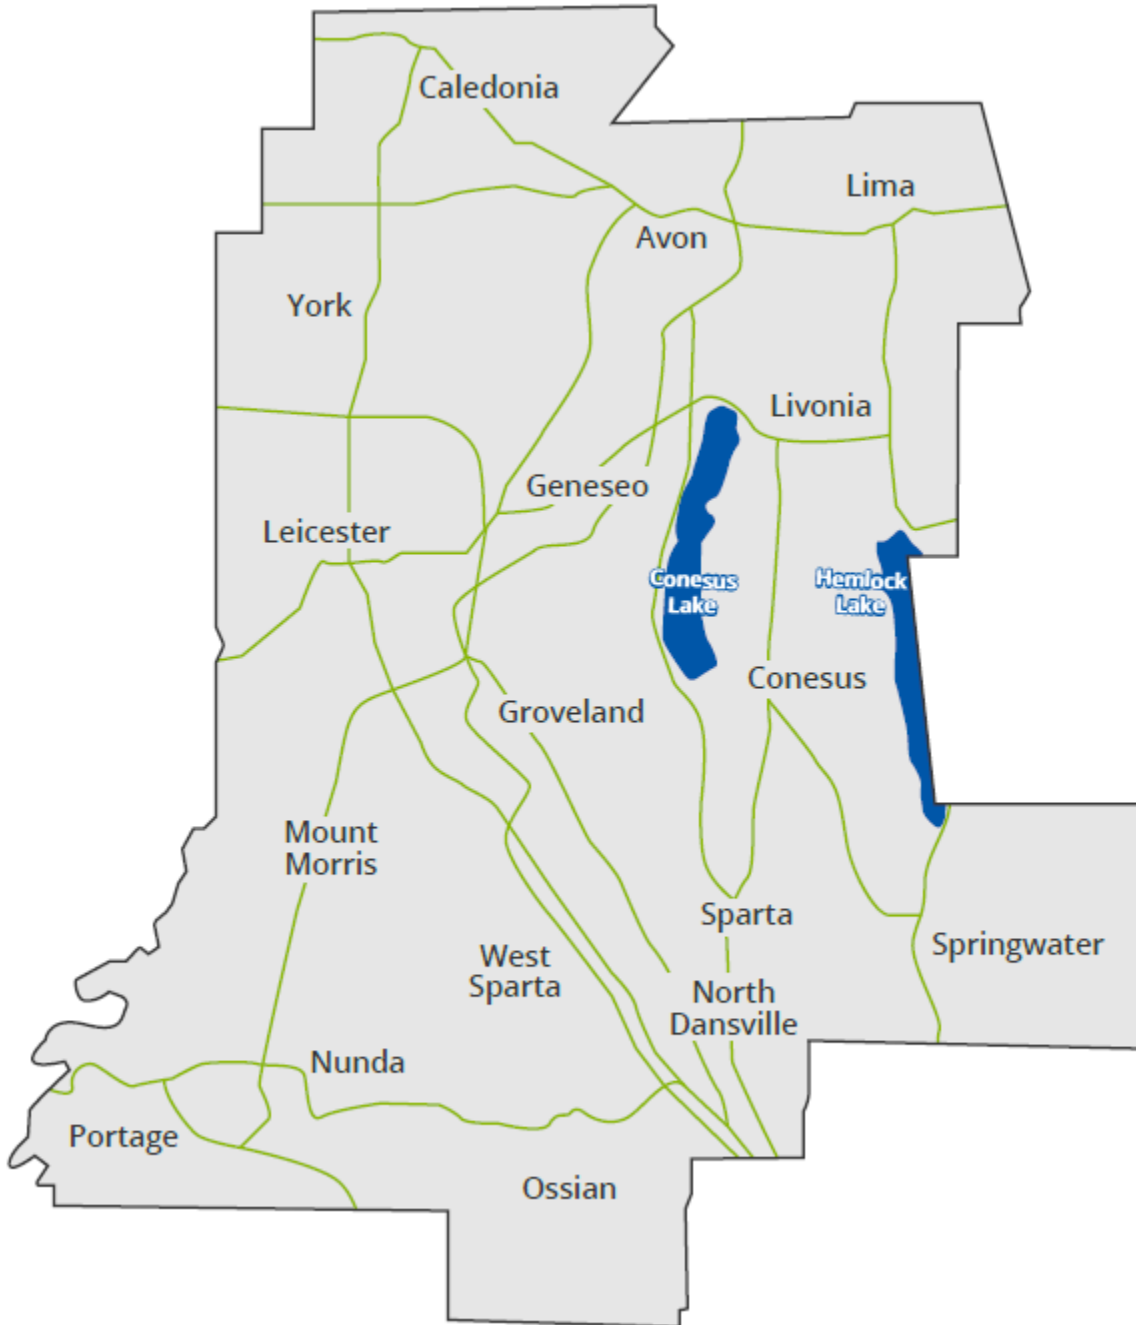 Caledonia
Lima
Avon
York
Livonia
Geneseo
Leicester
Conesus
Lake
Hemlock
Lake
Conesus
Groveland
Mount
Morris
Sparta
Springwater
West
Sparta
North
Dansville
Nunda
Portage
Ossian